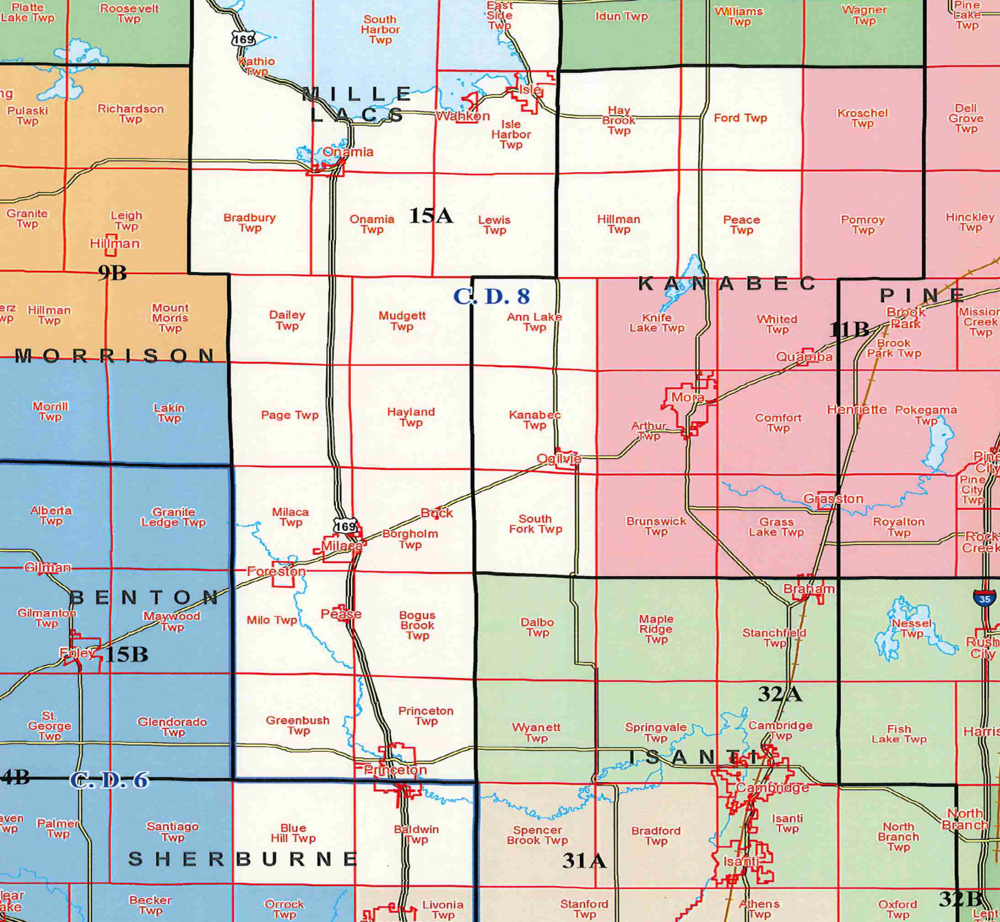 Platte
Lake Twp
Roosevelt
Twp
169
Kathio
Twp
South
Harbor
Twp
East
Side
Twp
Idun Twp
Williams
Twp
Wagner
Twp
Pine
Lake
Twp
ng
Pulaski
Twp
Richardson
Twp
MILLE
LACS
Wahkon
Isle
Isle
Harbor
Twp
Hay
Brook
Twp
Ford Twp
Kroschel
Twp
Dell
Grove
Twp
Onamia
Granite
Twp
Leigh
Twp
Hillman
9B
Bradbury
Twp
Onamia
Twp
15A
Lewis
Twp
Hillman
Twp
Peace
Twp
Pomroy
Twp
Hinckley
Twp
KANABEC
PINE
C. D. 8
erz
wp
Hillman
Twp
Mount
Morris
Twp
Dailey
Twp
Mudgett
Twp
Ann Lake
Twp
Knife
Lake Twp
Whited
Twp
11B
Brook
Park
Brook
Park Twp
Mission
Creek
Twp
MORRISON
Quamba
Morrill
Twp
Lakin
Twp
Page Twp
Hayland
Twp
Kanabec
Twp
Mora
Arthur
Twp
Comfort
Twp
Henriette
Pokegama
Twp
Ogilvie
Pine
City
Pine
City
Twp
Alberta
Twp
Granite
Ledge Twp
Milaca
Twp
169
Milaca
Bock
Borgholm
Twp
South
Fork Twp
Brunswick
Twp
Grass
Lake Twp
Grasston
Royalton
Twp
Rock
Creek
Gilman
Foreston
BENTON
Braham
35
Gilmanton
Twp
Maywood
Twp
Milo Twp
Pease
Bogus
Brook
Twp
Dalbo
Twp
Maple
Ridge
Twp
Stanchfield
Twp
Nessel
Twp
Rush
City
Foley
15B
32A
St.
George
Twp
Glendorado
Twp
Greenbush
Twp
Princeton
Twp
Wyanett
Twp
Springvale
Twp
Cambridge
Twp
Fish
Lake Twp
Harris
ISANTI
4B
C. D. 6
Princeton
Cambridge
aven
wp
Palmer
Twp
Santiago
Twp
Blue
Hill Twp
Baldwin
Twp
Spencer
Brook Twp
Bradford
Twp
Isanti
Twp
North
Branch
Twp
North
Branch
SHERBURNE
31A
Isanti
lear
ake
Becker
Twp
Orrock
Twp
Livonia
Twp
Stanford
Twp
Athens
Twp
Oxford
Twp
32B
Lent